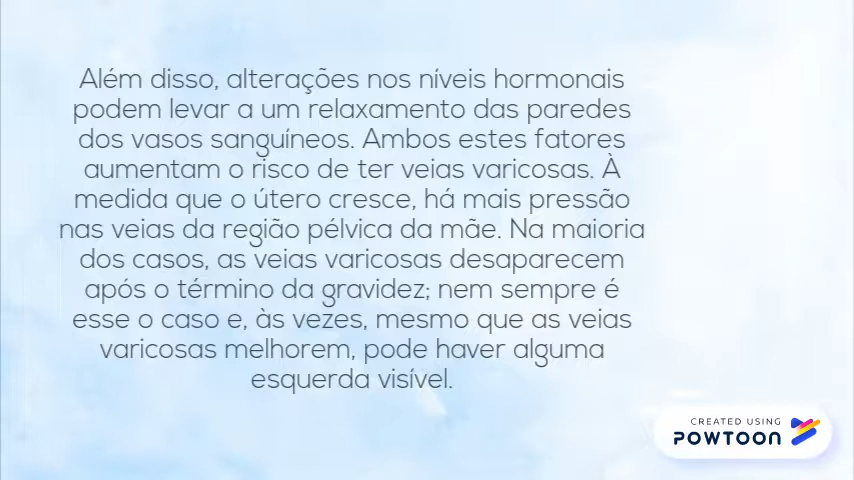 Além disso, alterações nos níveis hormonais
podem levar a um relaxamento das paredes
dos vasos sanguíneos. Ambos estes fatores
aumentam o risco de ter veias varicosas. À
medida que o útero cresce, há mais pressão
nas veias da região pélvica da mãe. Na maioria
dos casos, as veias varicosas desaparecem
após o término da gravidez; nem sempre é
esse o caso e, às vezes, mesmo que as veias
varicosas melhorem, pode haver alguma
esquerda visível.
CREATED USING
POWTOON